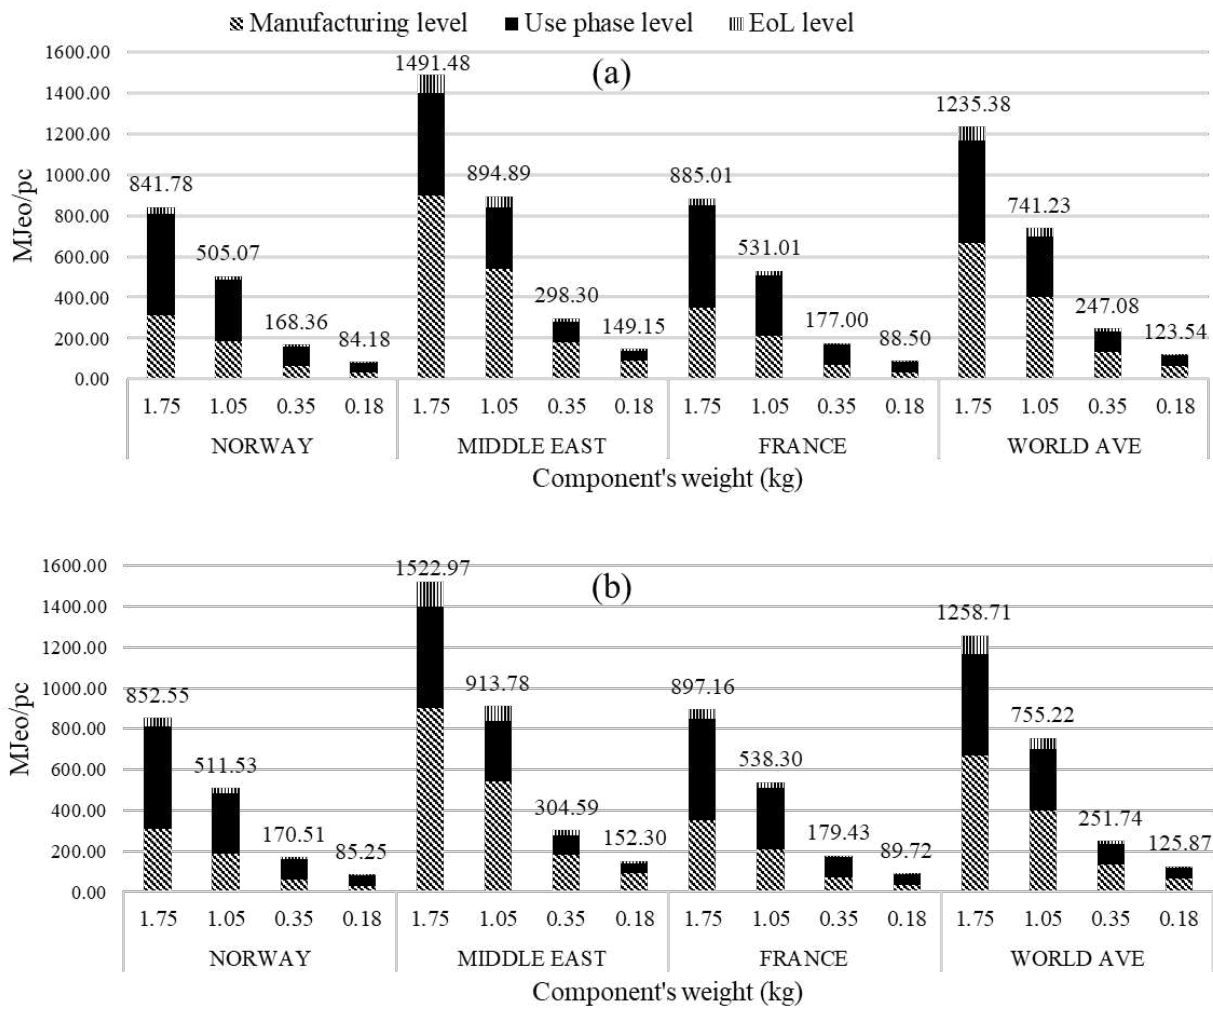 Manufacturing level Use phase level EoL level
(a)
MJeo/pc
1600.00
1400.00
1200.00
1000.00
800.00
600.00
400.00
200.00
0.00
841.78 505.07 168.36 84.18 1491.48 894.89 298.30 149.15 885.01 531.01 177.00 88.50 1235.38 741.23 247.08 123.54
1.75 1.05 0.35 0.18 1.75 1.05 0.35 0.18 1.75 1.05 0.35 0.18 1.75 1.05 0.35 0.18
NORWAY MIDDLE EAST FRANCE WORLD AVE
Component's weight (kg)
(b)
MJeo/pc
1600.00
1400.00
1200.00
1000.00
800.00
600.00
400.00
200.00
0.00
852.55 511.53 170.51 85.25 1522.97 913.78 304.59 152.30 897.16 538.30 179.43 89.72 1258.71 755.22 251.74 125.87
1.75 1.05 0.35 0.18 1.75 1.05 0.35 0.18 1.75 1.05 0.35 0.18 1.75 1.05 0.35 0.18
NORWAY MIDDLE EAST FRANCE WORLD AVE
Component's weight (kg)